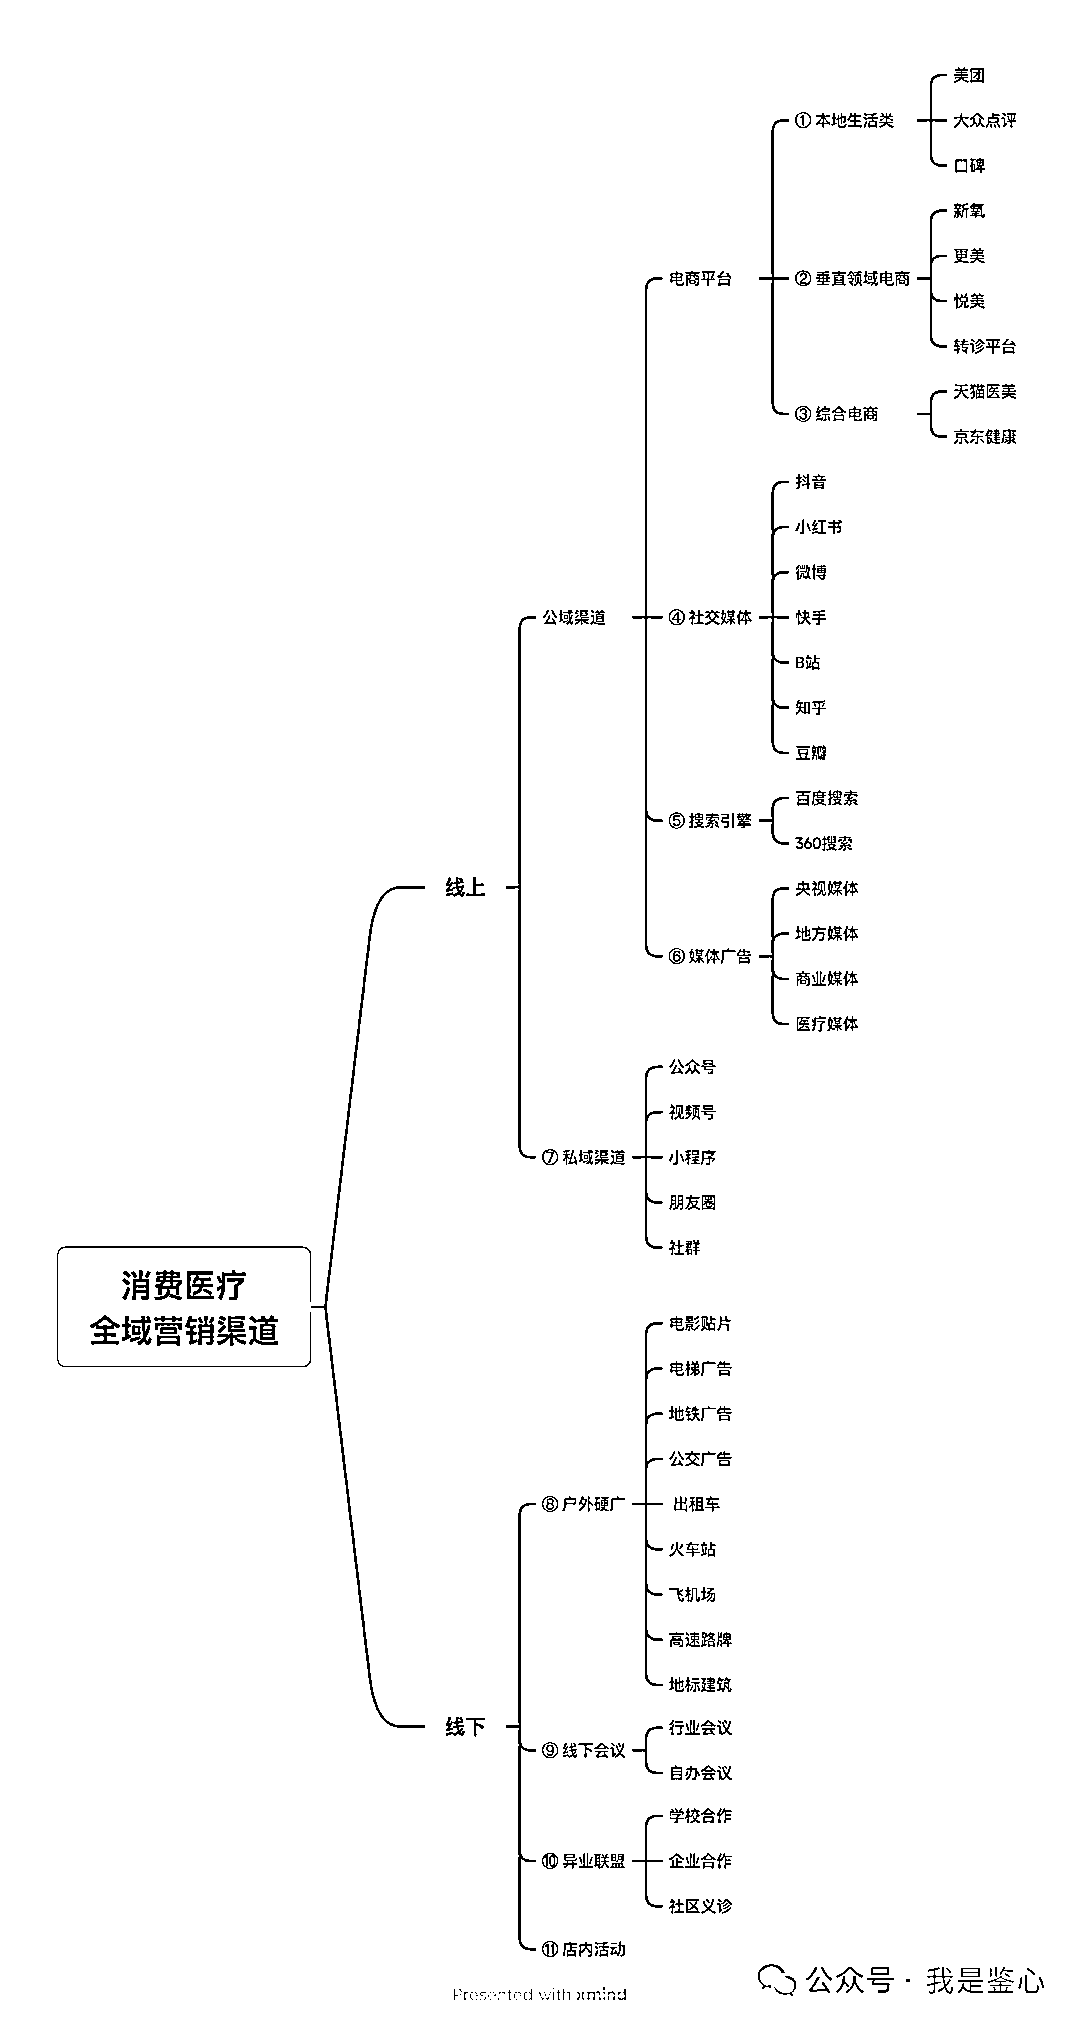 消费医疗
全域营销渠道
线上
公域渠道
电商平台
① 本地生活类
美团
大众点评
口碑
② 垂直领域电商
新氧
更美
悦美
转诊平台
③ 综合电商
天猫医美
京东健康
④ 社交媒体
抖音
小红书
微博
快手
B站
知乎
豆瓣
⑤ 搜索引擎
百度搜索
360搜索
⑥ 媒体广告
央视媒体
地方媒体
商业媒体
医疗媒体
⑦ 私域渠道
公众号
视频号
小程序
朋友圈
社群
线下
⑧ 户外硬广
电影贴片
电梯广告
地铁广告
公交广告
出租车
火车站
飞机场
高速路牌
地标建筑
⑨ 线下会议
行业会议
自办会议
⑩ 异业联盟
学校合作
企业合作
社区义诊
⑪ 店内活动
Presented with xmind
公众号 · 我是鉴心